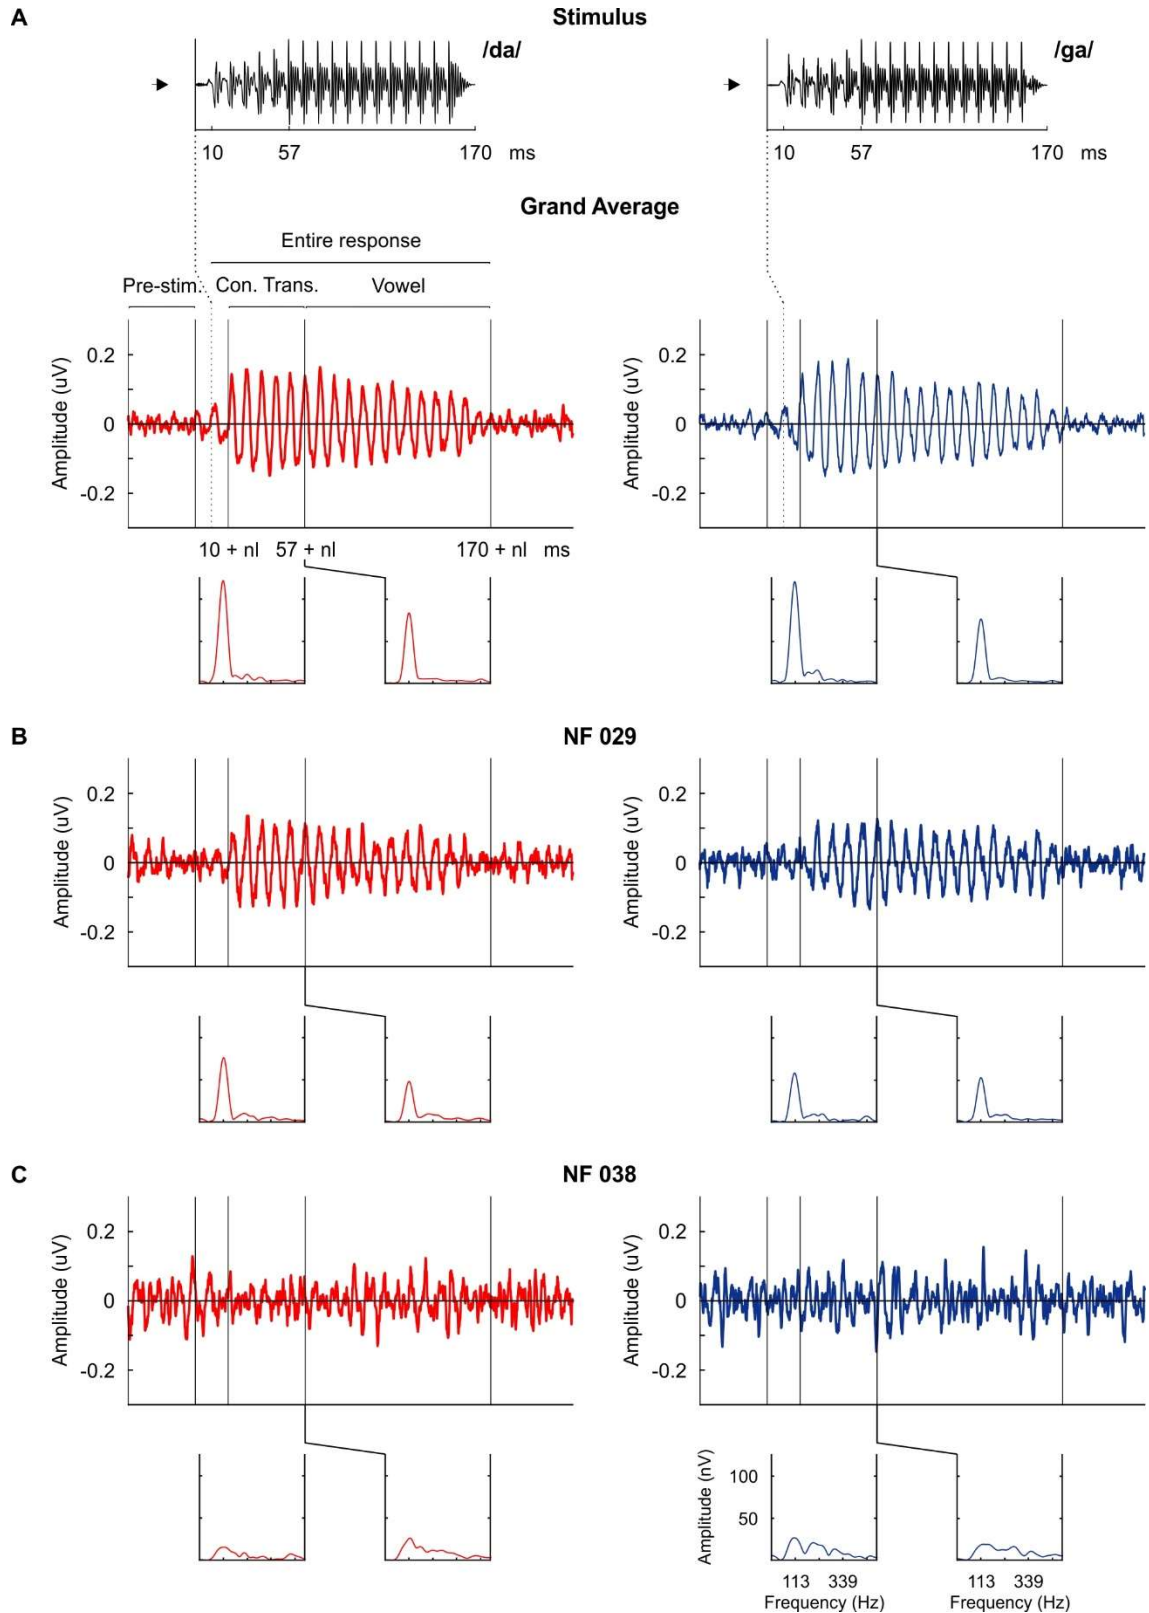 A
Stimulus
/da/
/ga/
10 57 170 ms
10 57 170 ms
Grand Average
Entire response
Pre-stim. Con. Trans. Vowel
Amplitude (uV)
0.2
0
-0.2
Amplitude (uV)
0.2
0
-0.2
10 + nl 57 + nl 170 + nl ms
B
NF 029
Amplitude (uV)
0.2
0
-0.2
Amplitude (uV)
0.2
0
-0.2
C
NF 038
Amplitude (uV)
0.2
0
-0.2
Amplitude (uV)
0.2
0
-0.2
Amplitude (nV)
100
50
113 339
Frequency (Hz)
113 339
Frequency (Hz)